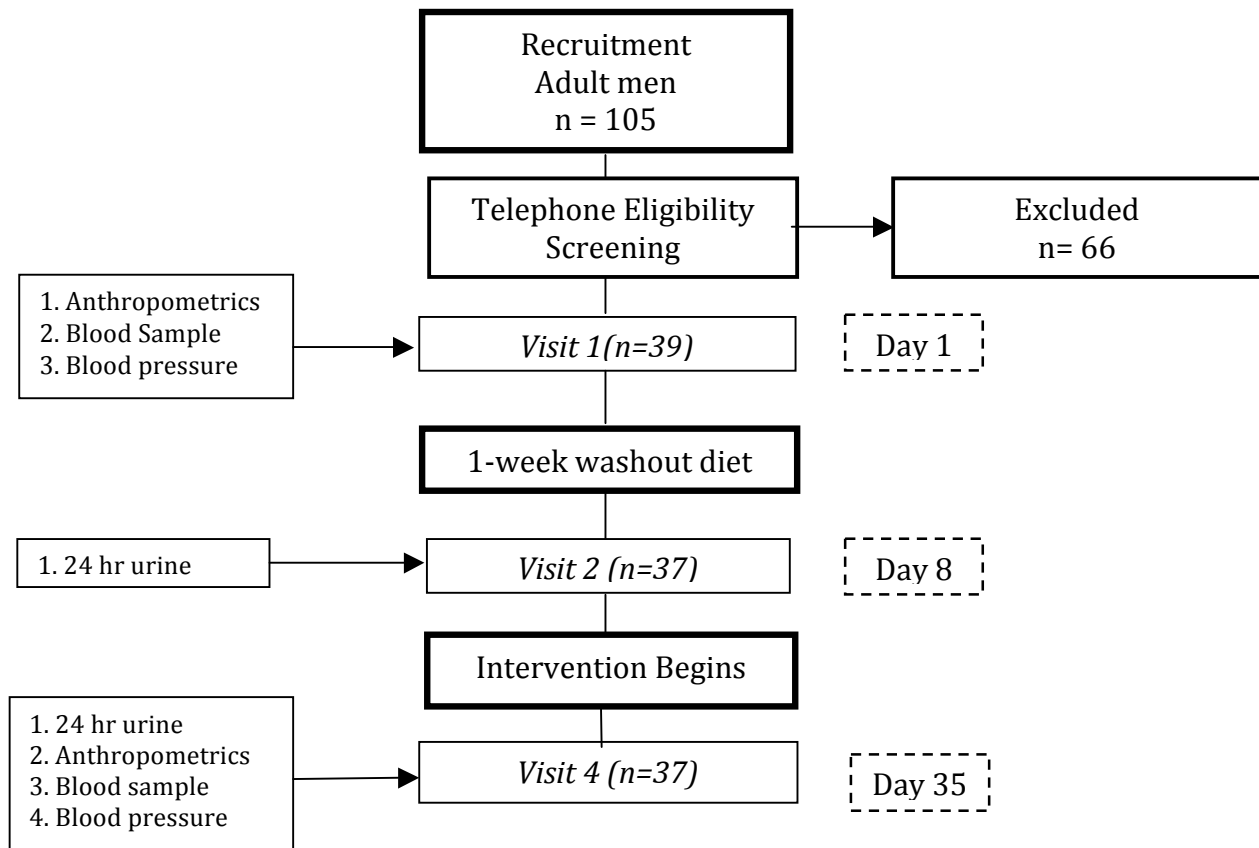 Recruitment
Adult men
n = 105
Telephone Eligibility
Screening
Excluded
n= 66
1. Anthropometrics
2. Blood Sample
3. Blood pressure
Visit 1(n=39)
Day 1
1-week washout diet
1. 24 hr urine
Visit 2 (n=37)
Day 8
Intervention Begins
1. 24 hr urine
2. Anthropometrics
3. Blood sample
4. Blood pressure
Visit 4 (n=37)
Day 35